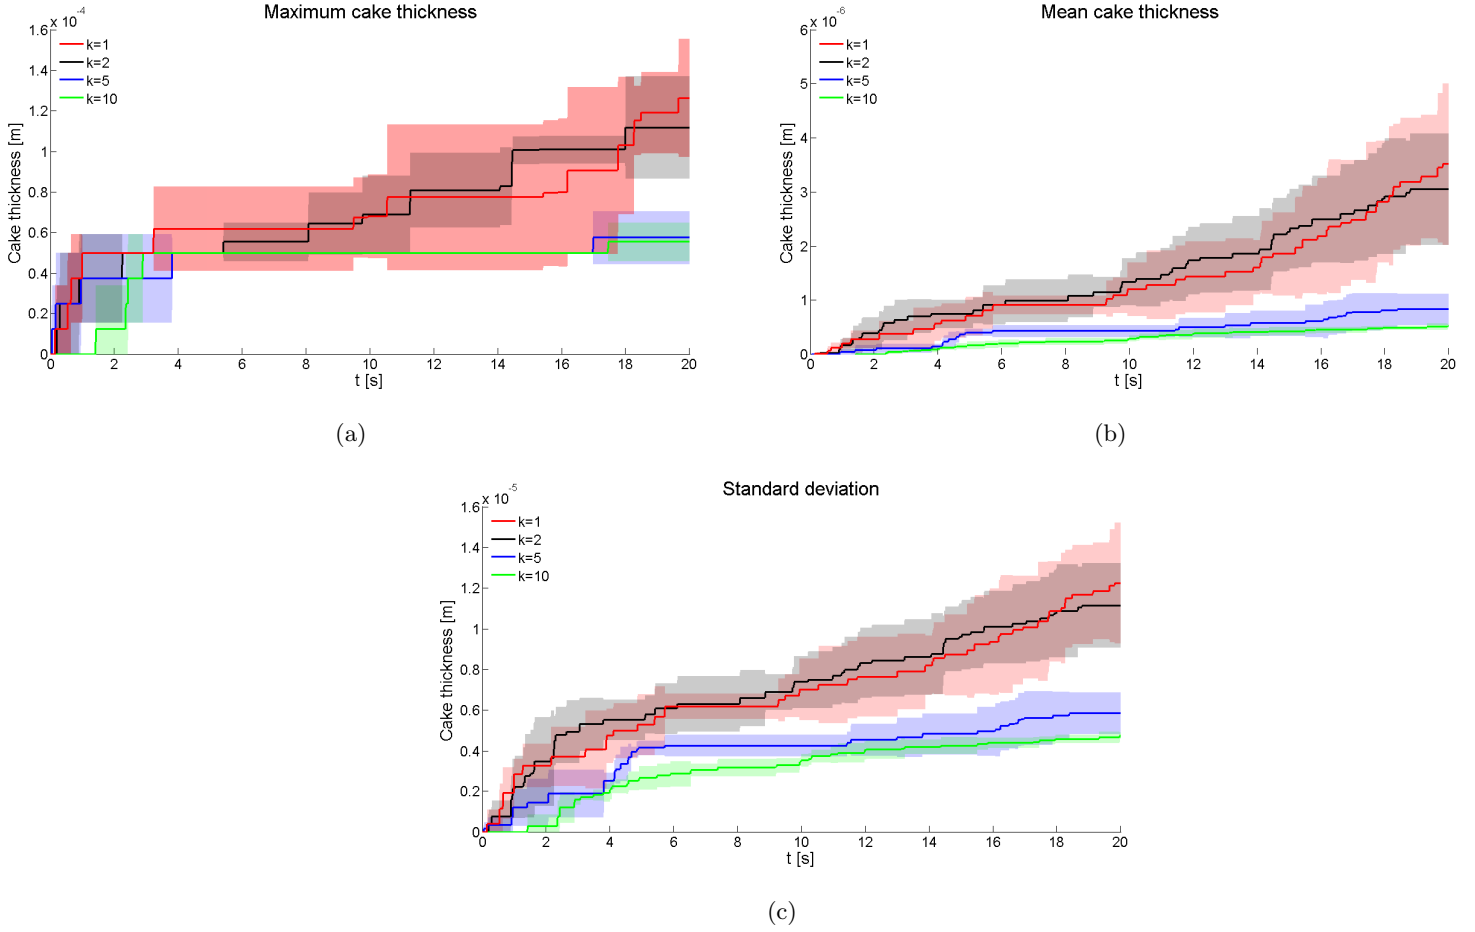 Maximum cake thickness
x 10^-4
1.6
1.4
1.2
1
0.8
0.6
0.4
0.2
0
k=1
k=2
k=5
k=10
Cake thickness [m]
0 2 4 6 8 10 12 14 16 18 20
t [s]
(a)
Mean cake thickness
x 10^-6
6
5
4
3
2
1
0
k=1
k=2
k=5
k=10
Cake thickness [m]
0 2 4 6 8 10 12 14 16 18 20
t [s]
(b)
Standard deviation
x 10^-5
1.6
1.4
1.2
1
0.8
0.6
0.4
0.2
0
k=1
k=2
k=5
k=10
Cake thickness [m]
0 2 4 6 8 10 12 14 16 18 20
t [s]
(c)